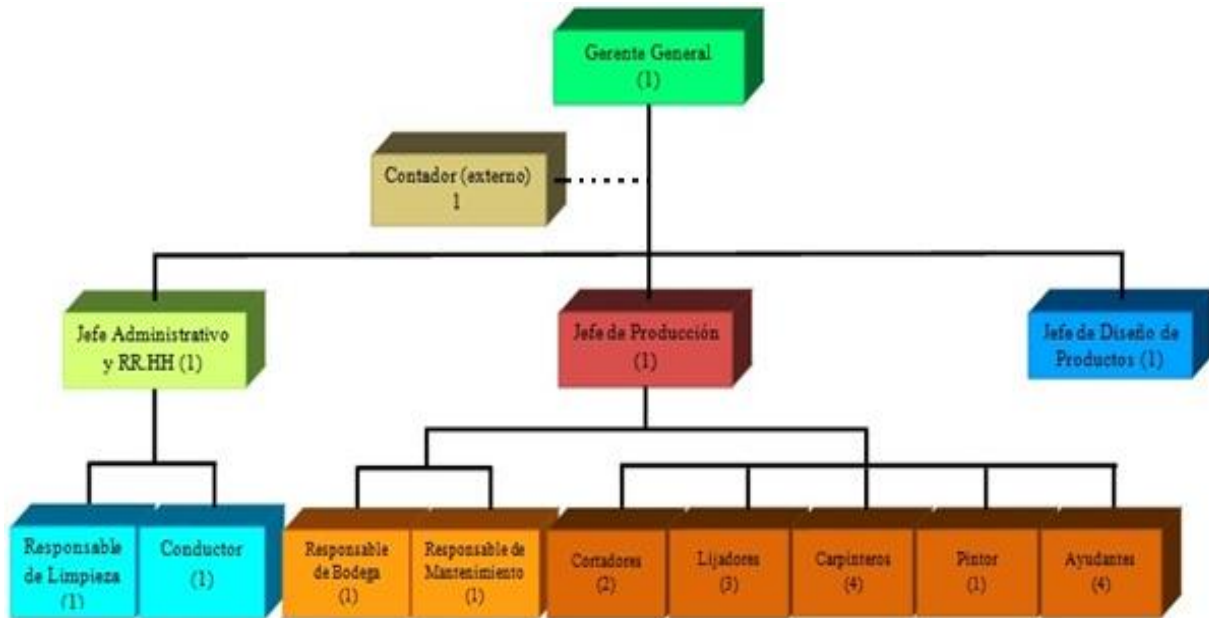 Gerente General
(1)
Contador (externo)
1
Jefe Administrativo
y RR.HH (1)
Jefe de Producción
(1)
Jefe de Diseño de
Productos (1)
Responsable
de Limpieza
(1)
Conductor
(1)
Responsable
de Bodega
(1)
Responsable de
Mantenimiento
(1)
Cortadores
(2)
Lijadores
(3)
Carpinteros
(4)
Pintor
(1)
Ayudantes
(4)